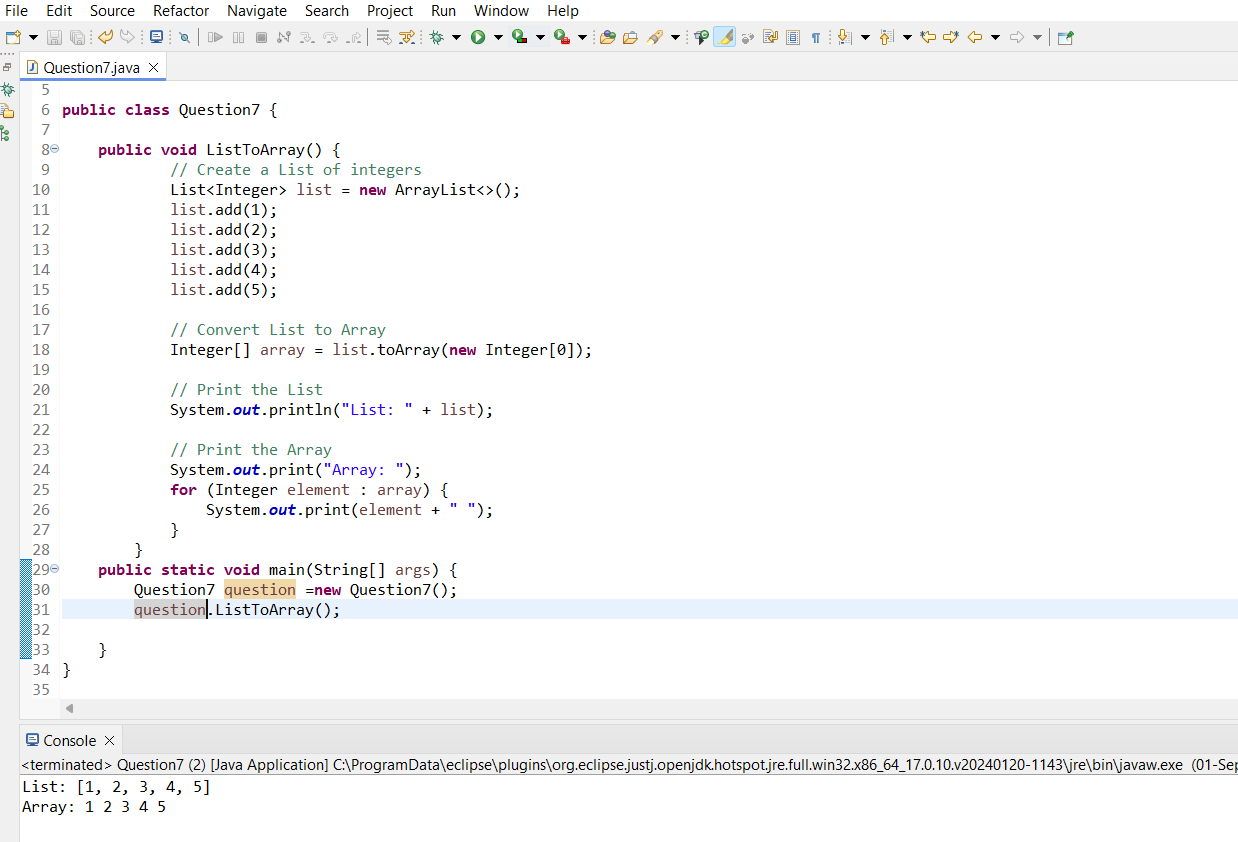 File Edit Source Refactor Navigate Search Project Run Window Help
Question7.java
5
6 public class Question7 {
7
8     public void ListToArray() {
9             // Create a List of integers
10             List<Integer> list = new ArrayList<>();
11             list.add(1);
12             list.add(2);
13             list.add(3);
14             list.add(4);
15             list.add(5);
16
17             // Convert List to Array
18             Integer[] array = list.toArray(new Integer[0]);
19
20             // Print the List
21             System.out.println("List: " + list);
22
23             // Print the Array
24             System.out.print("Array: ");
25             for (Integer element : array) {
26                 System.out.print(element + " ");
27             }
28         }
29     public static void main(String[] args) {
30         Question7 question =new Question7();
31         question.ListToArray();
32
33     }
34 }
35
Console
<terminated> Question7 (2) [Java Application] C:\ProgramData\eclipse\plugins\org.eclipse.justj.openjdk.hotspot.jre.full.win32.x86_64_17.0.10.v20240120-1143\jre\bin\javaw.exe (01-Sep
List: [1, 2, 3, 4, 5]
Array: 1 2 3 4 5